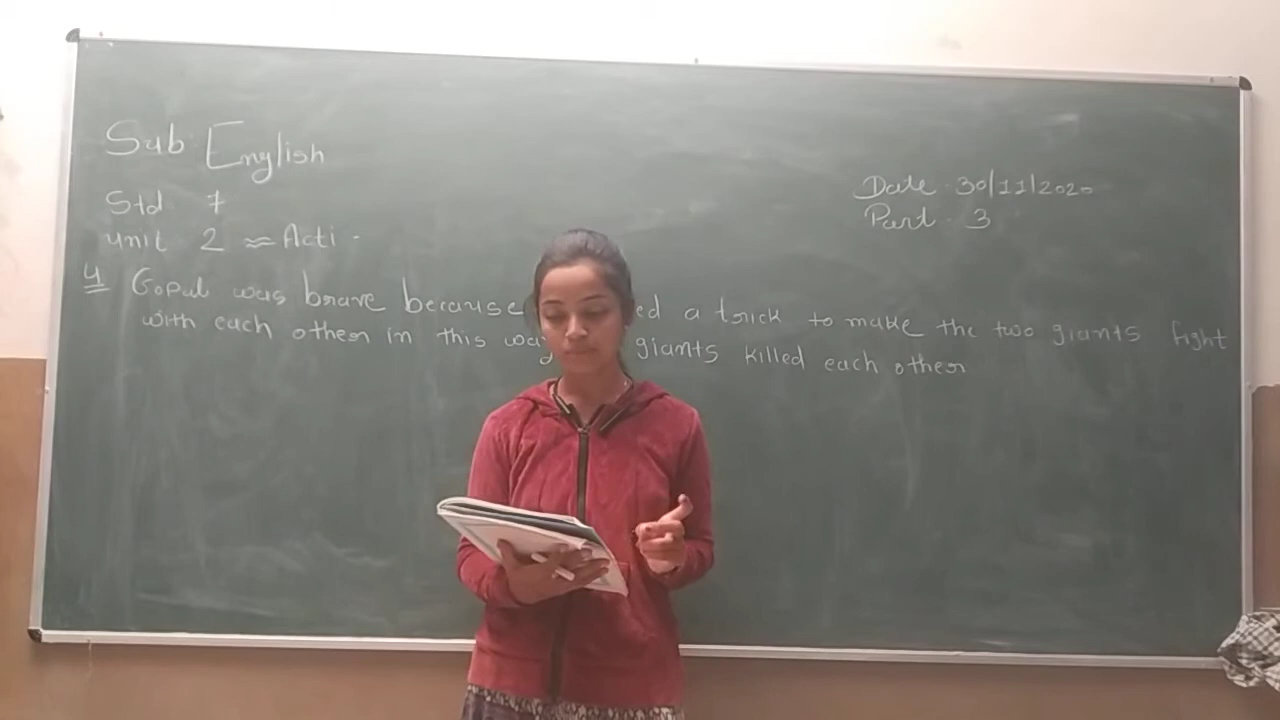 Sub English
Date 30/11/2020
Std 7
Part 3
unit 2 ≈ Acti -
4 Gopal was brave because ed a trick to make the two giants fight
with each other in this way giants killed each other